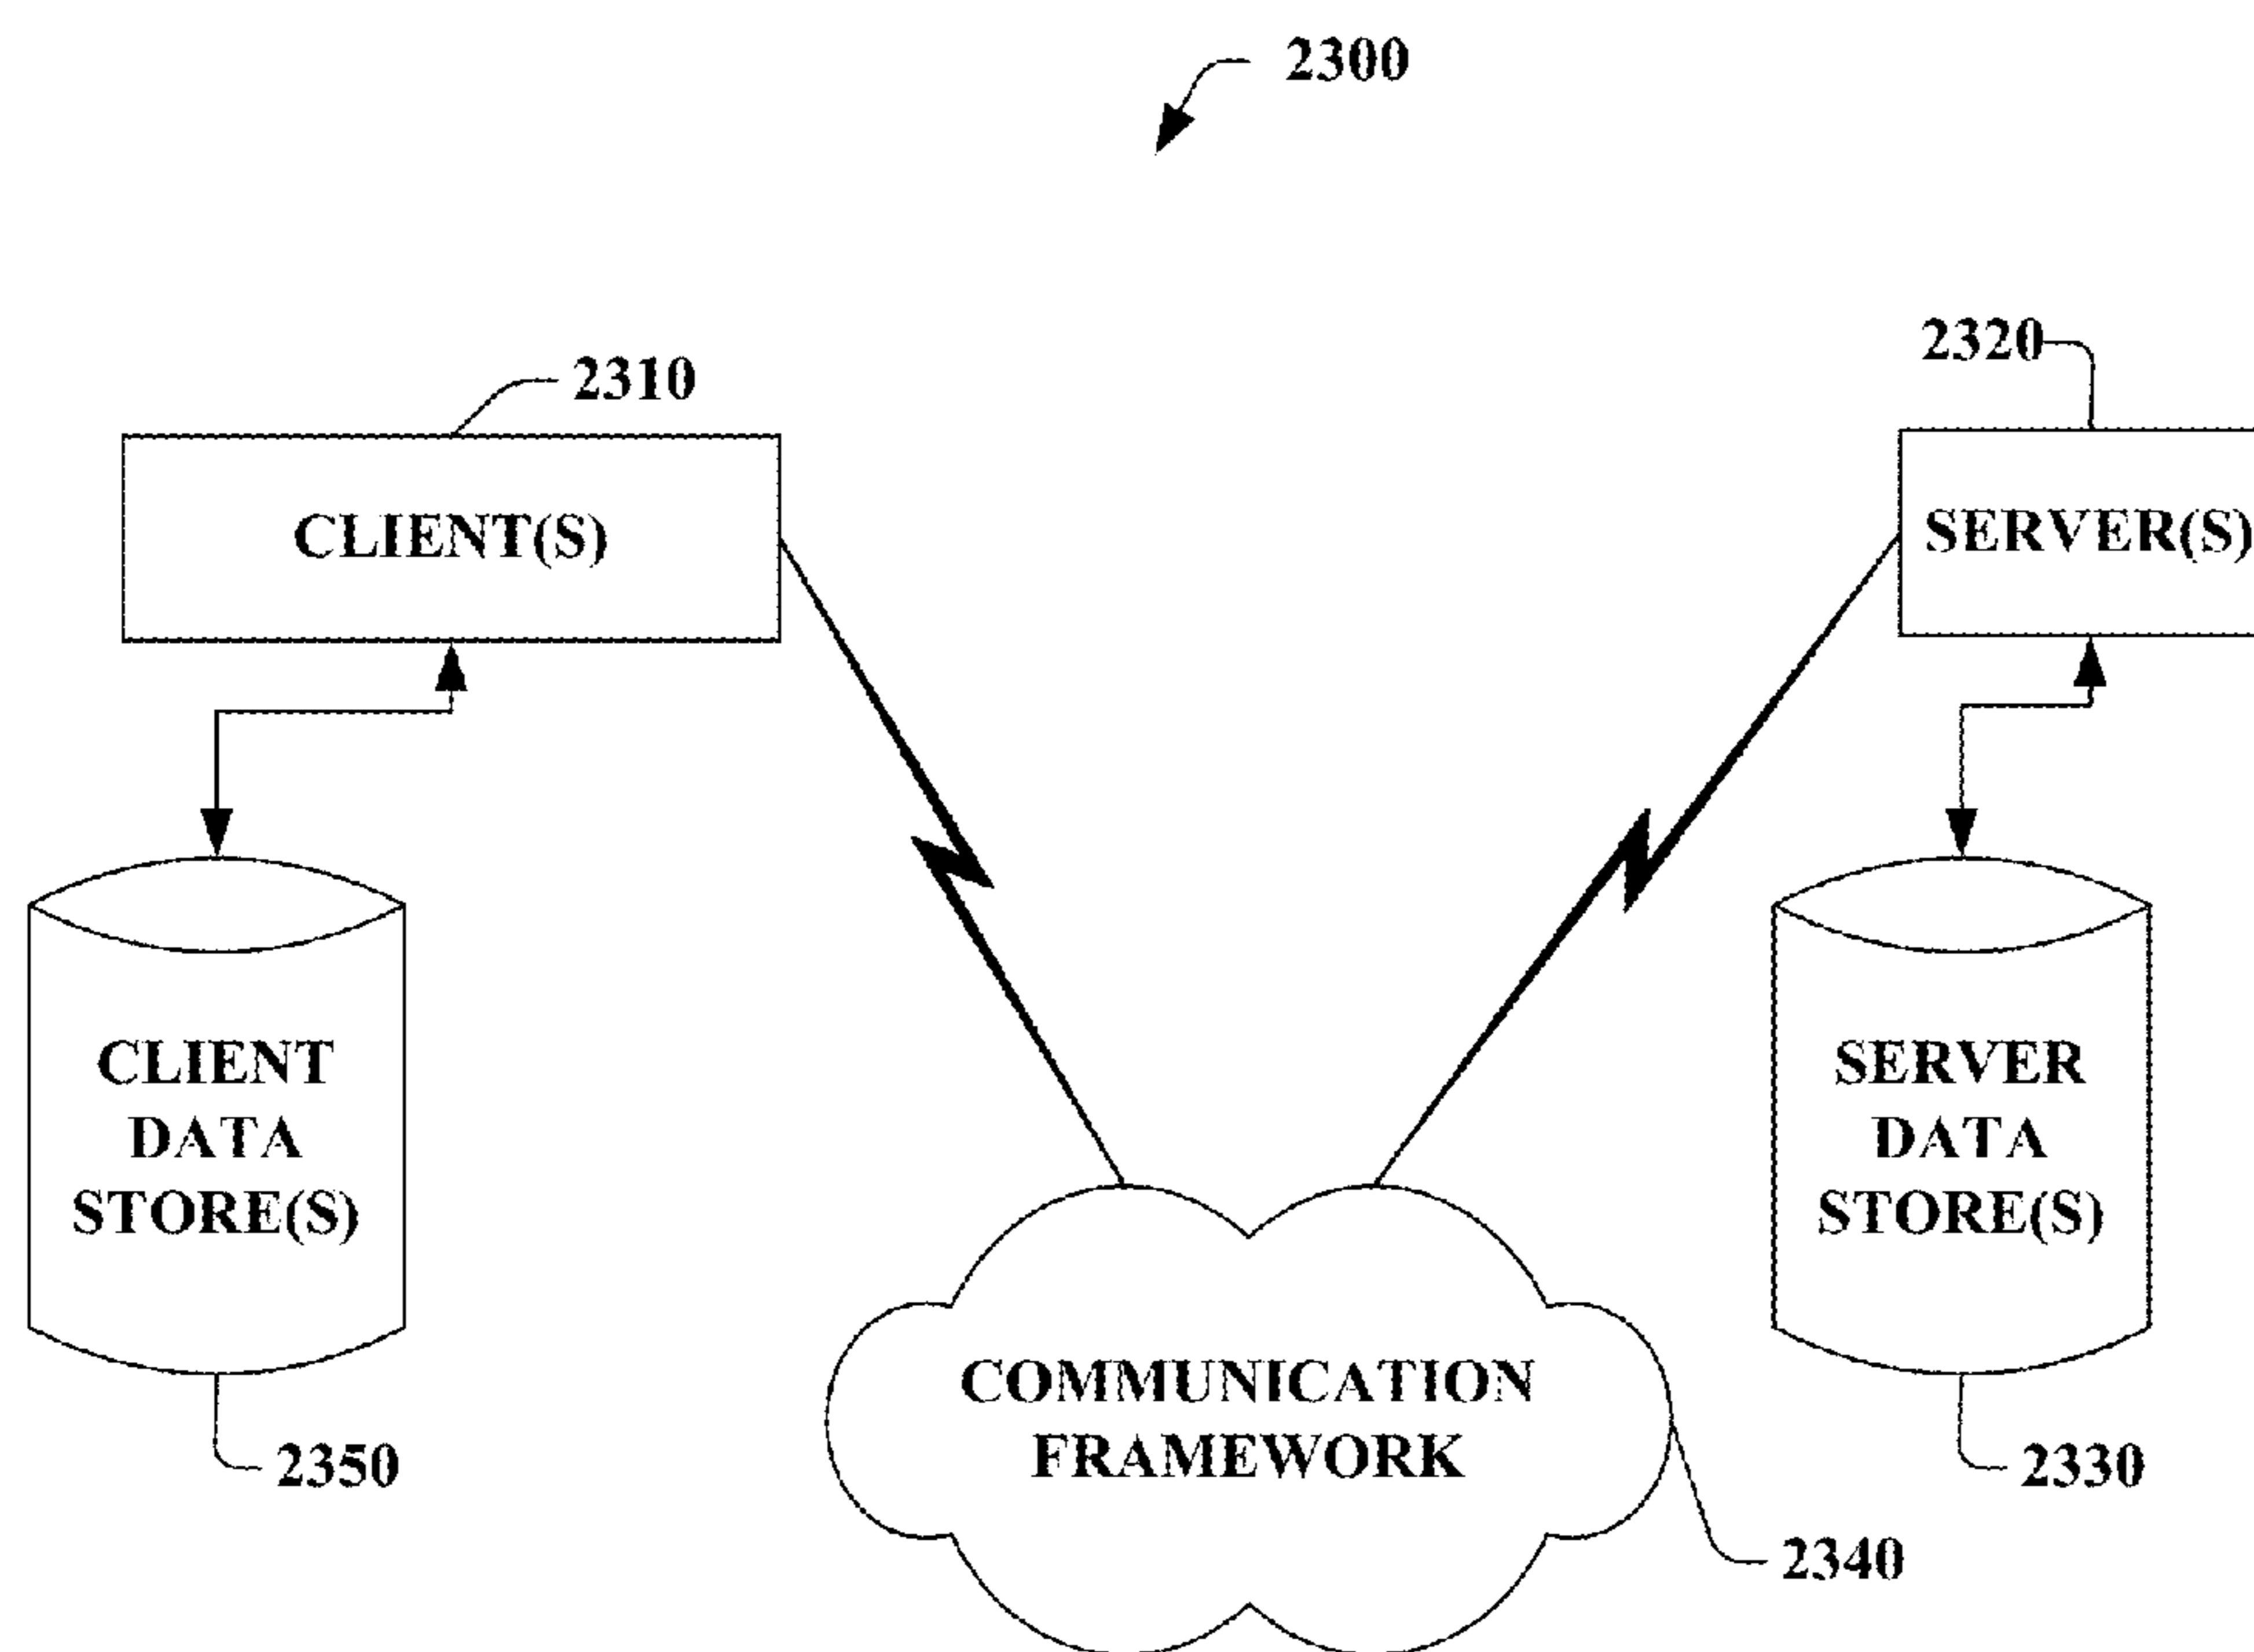 2300
2310
2320
CLIENT(S)
SERVER(S)
CLIENT
DATA
STORE(S)
SERVER
DATA
STORE(S)
COMMUNICATION
FRAMEWORK
2350
2330
2340